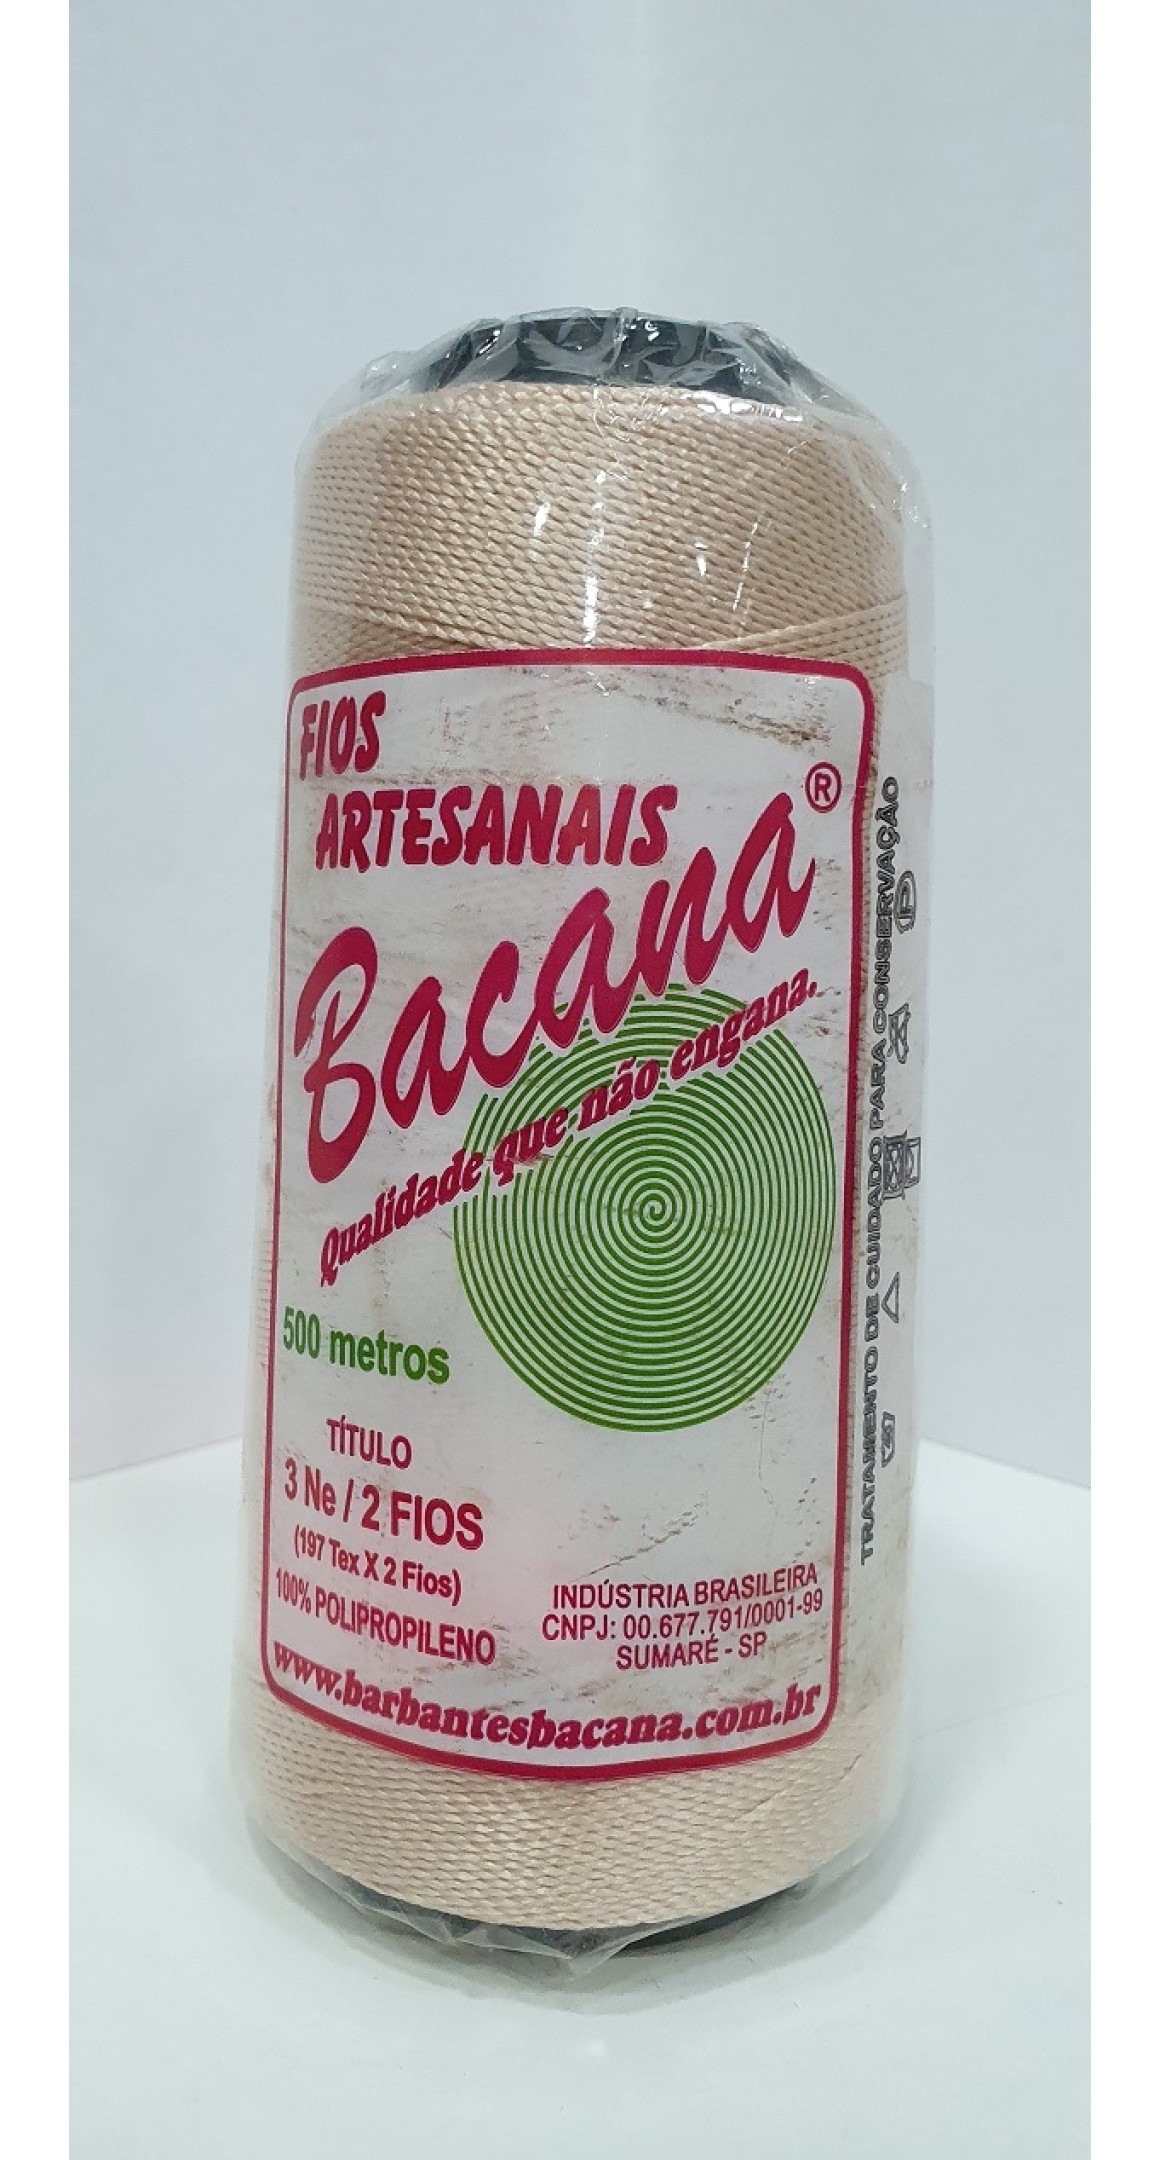 FIOS
ARTESANAIS
Bacana®
Qualidade que não engana.
500 metros
TÍTULO
3 Ne / 2 FIOS
(197 Tex X 2 Fios)
100% POLIPROPILENO
INDÚSTRIA BRASILEIRA
CNPJ: 00.677.791/0001-99
SUMARÉ - SP
www.barbantesbacana.com.br
TRATAMENTO DE CUIDADO PARA CONSERVAÇÃO
P